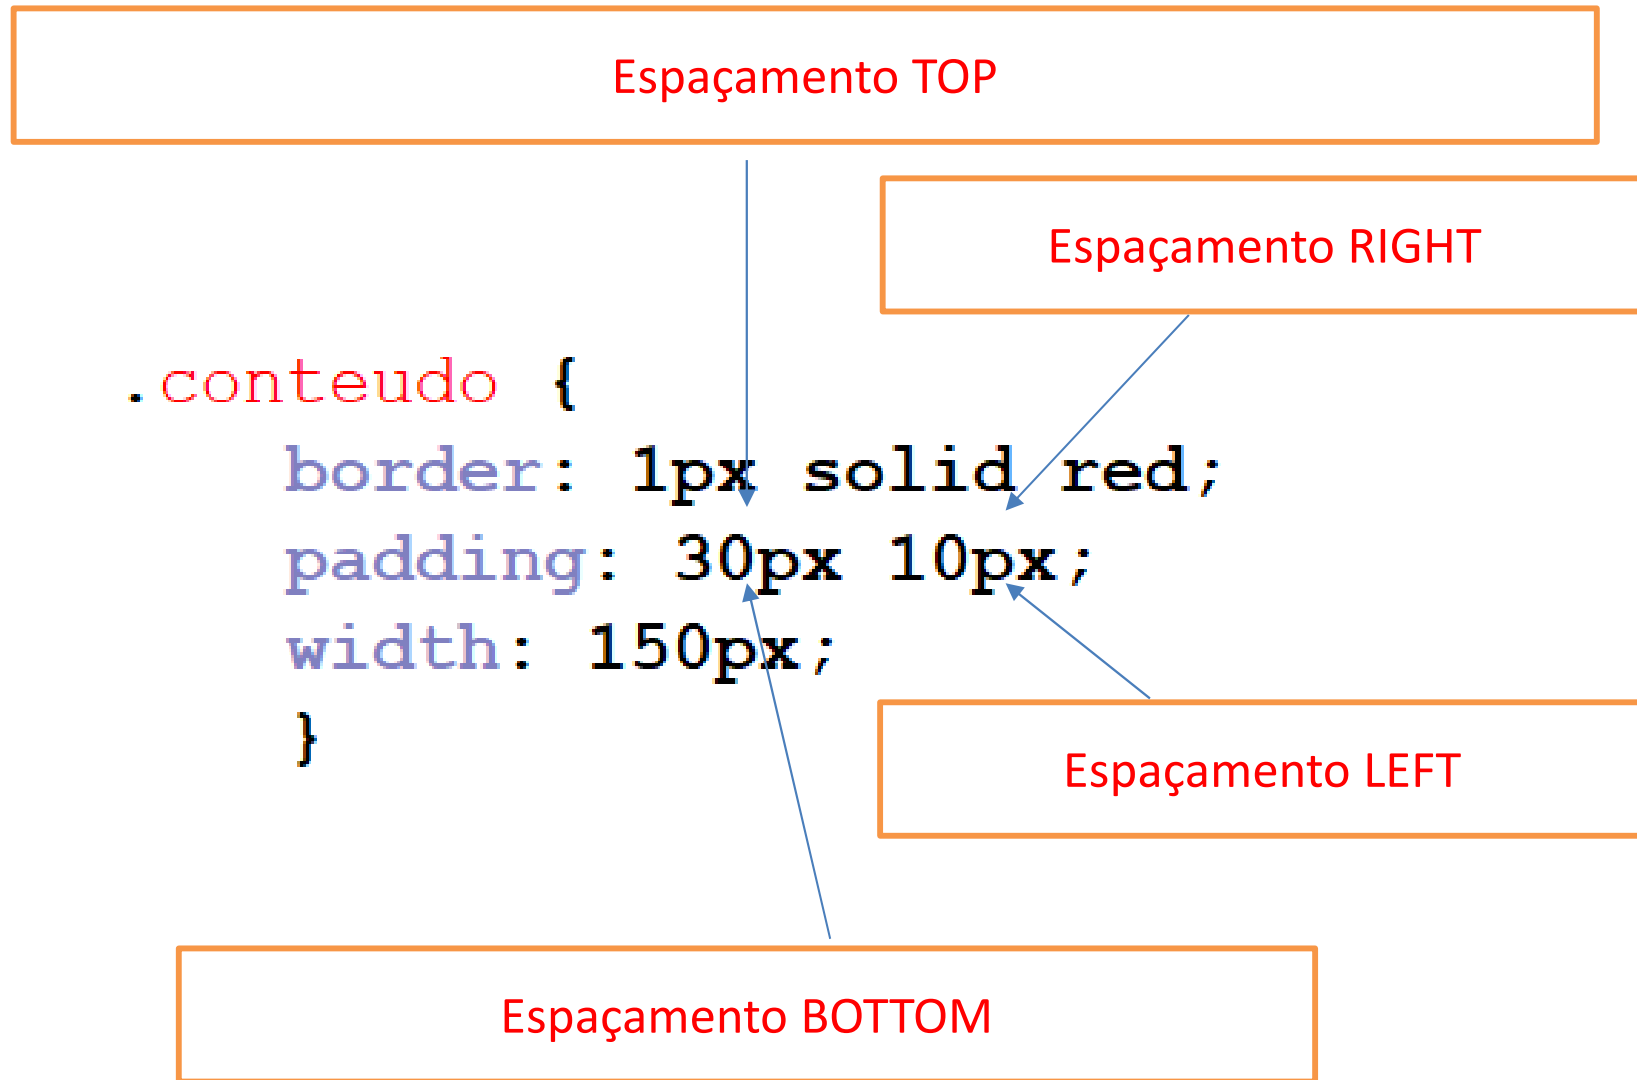 Espaçamento TOP
Espaçamento RIGHT
.conteudo {
border: 1px solid red;
padding: 30px 10px;
width: 150px;
}
Espaçamento LEFT
Espaçamento BOTTOM